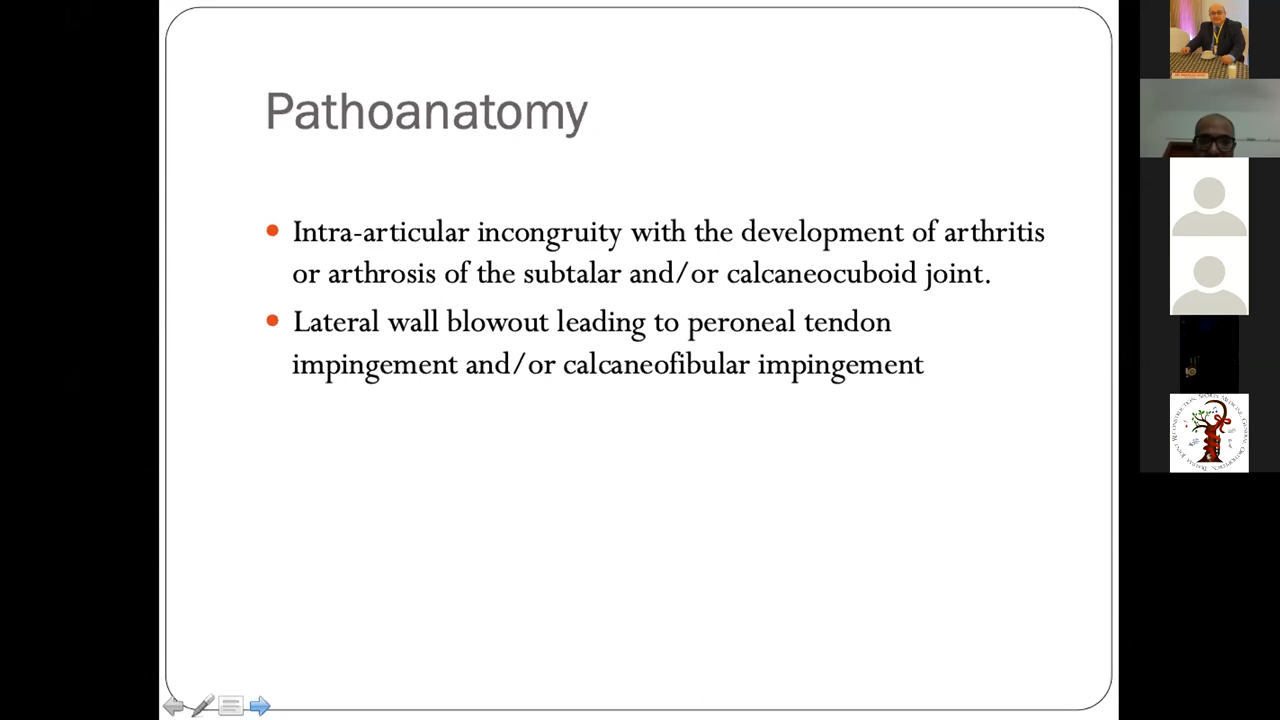 Pathoanatomy
Intra-articular incongruity with the development of arthritis
or arthrosis of the subtalar and/or calcaneocuboid joint.
Lateral wall blowout leading to peroneal tendon
impingement and/or calcaneofibular impingement